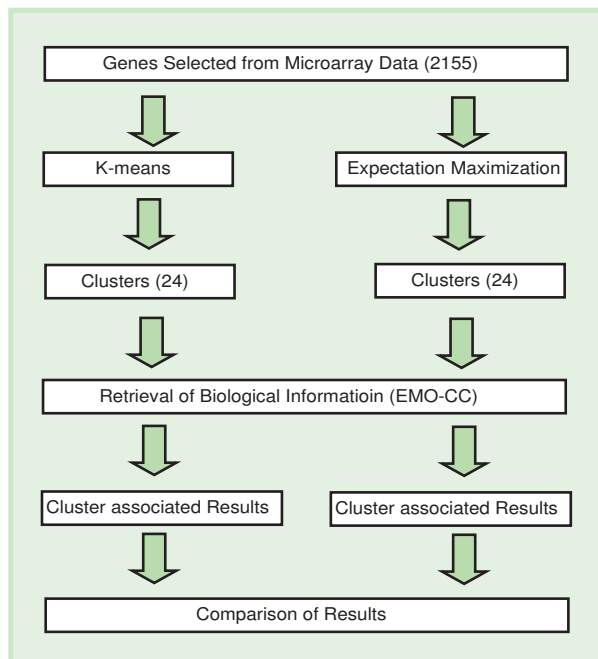 Genes Selected from Microarray Data (2155)
K-means
Expectation Maximization
Clusters (24)
Clusters (24)
Retrieval of Biological Informatioin (EMO-CC)
Cluster associated Results
Cluster associated Results
Comparison of Results